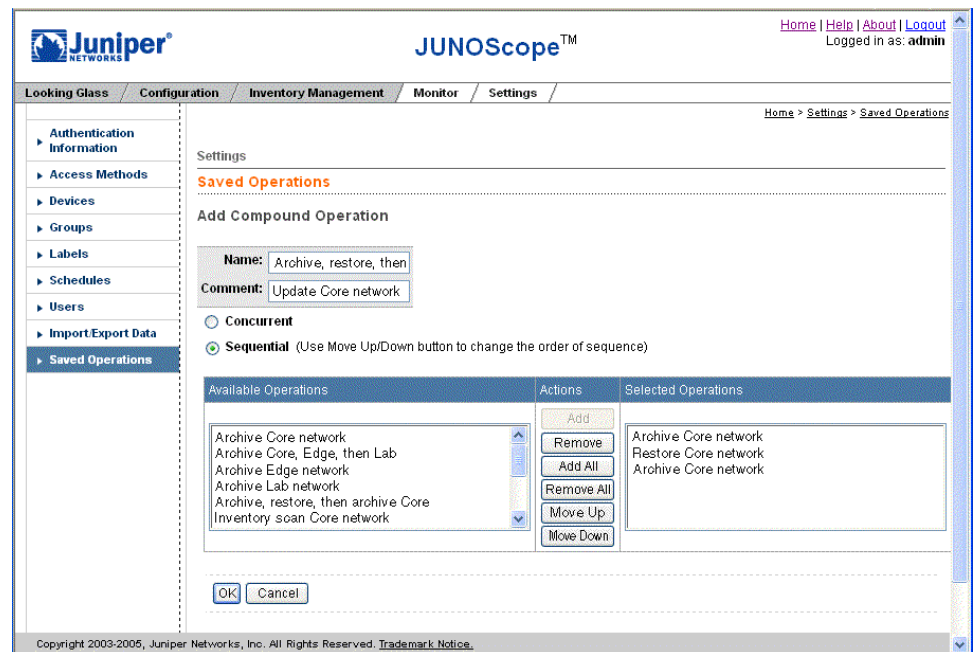 Juniper®
NETWORKS
JUNOScope™
Home | Help | About | Logout
Logged in as: admin
Looking Glass / Configuration / Inventory Management / Monitor / Settings /
Home > Settings > Saved Operations
Authentication Information
Access Methods
Devices
Groups
Labels
Schedules
Users
Import/Export Data
Saved Operations
Settings
Saved Operations
Add Compound Operation
Name: Archive, restore, then
Comment: Update Core network
Concurrent
Sequential (Use Move Up/Down button to change the order of sequence)
Available Operations
Archive Core network
Archive Core, Edge, then Lab
Archive Edge network
Archive Lab network
Archive, restore, then archive Core
Inventory scan Core network
Actions
Add
Remove
Add All
Remove All
Move Up
Move Down
Selected Operations
Archive Core network
Restore Core network
Archive Core network
OK Cancel
Copyright 2003-2005, Juniper Networks, Inc. All Rights Reserved. Trademark Notice.